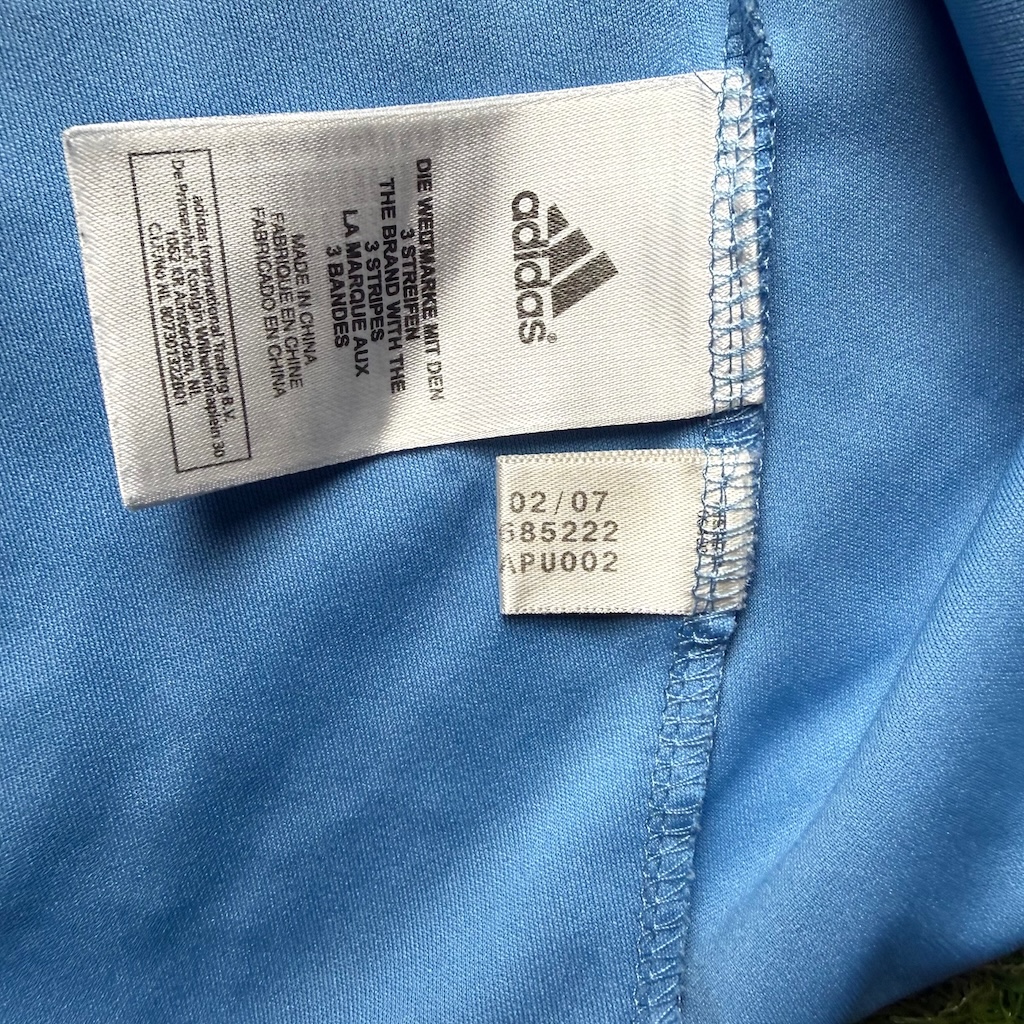 adidas®
DIE WELTMARKE MIT DEN
3 STREIFEN
THE BRAND WITH THE
3 STRIPES
LA MARQUE AUX
3 BANDES
MADE IN CHINA
FABRIQUE EN CHINE
FABRICADO EN CHINA
adidas International Trading B.V.
De Prinsenhof, Koningin Wilhelminaplein 30
1062 KR Amsterdam, NL
02/07
685222
APU002